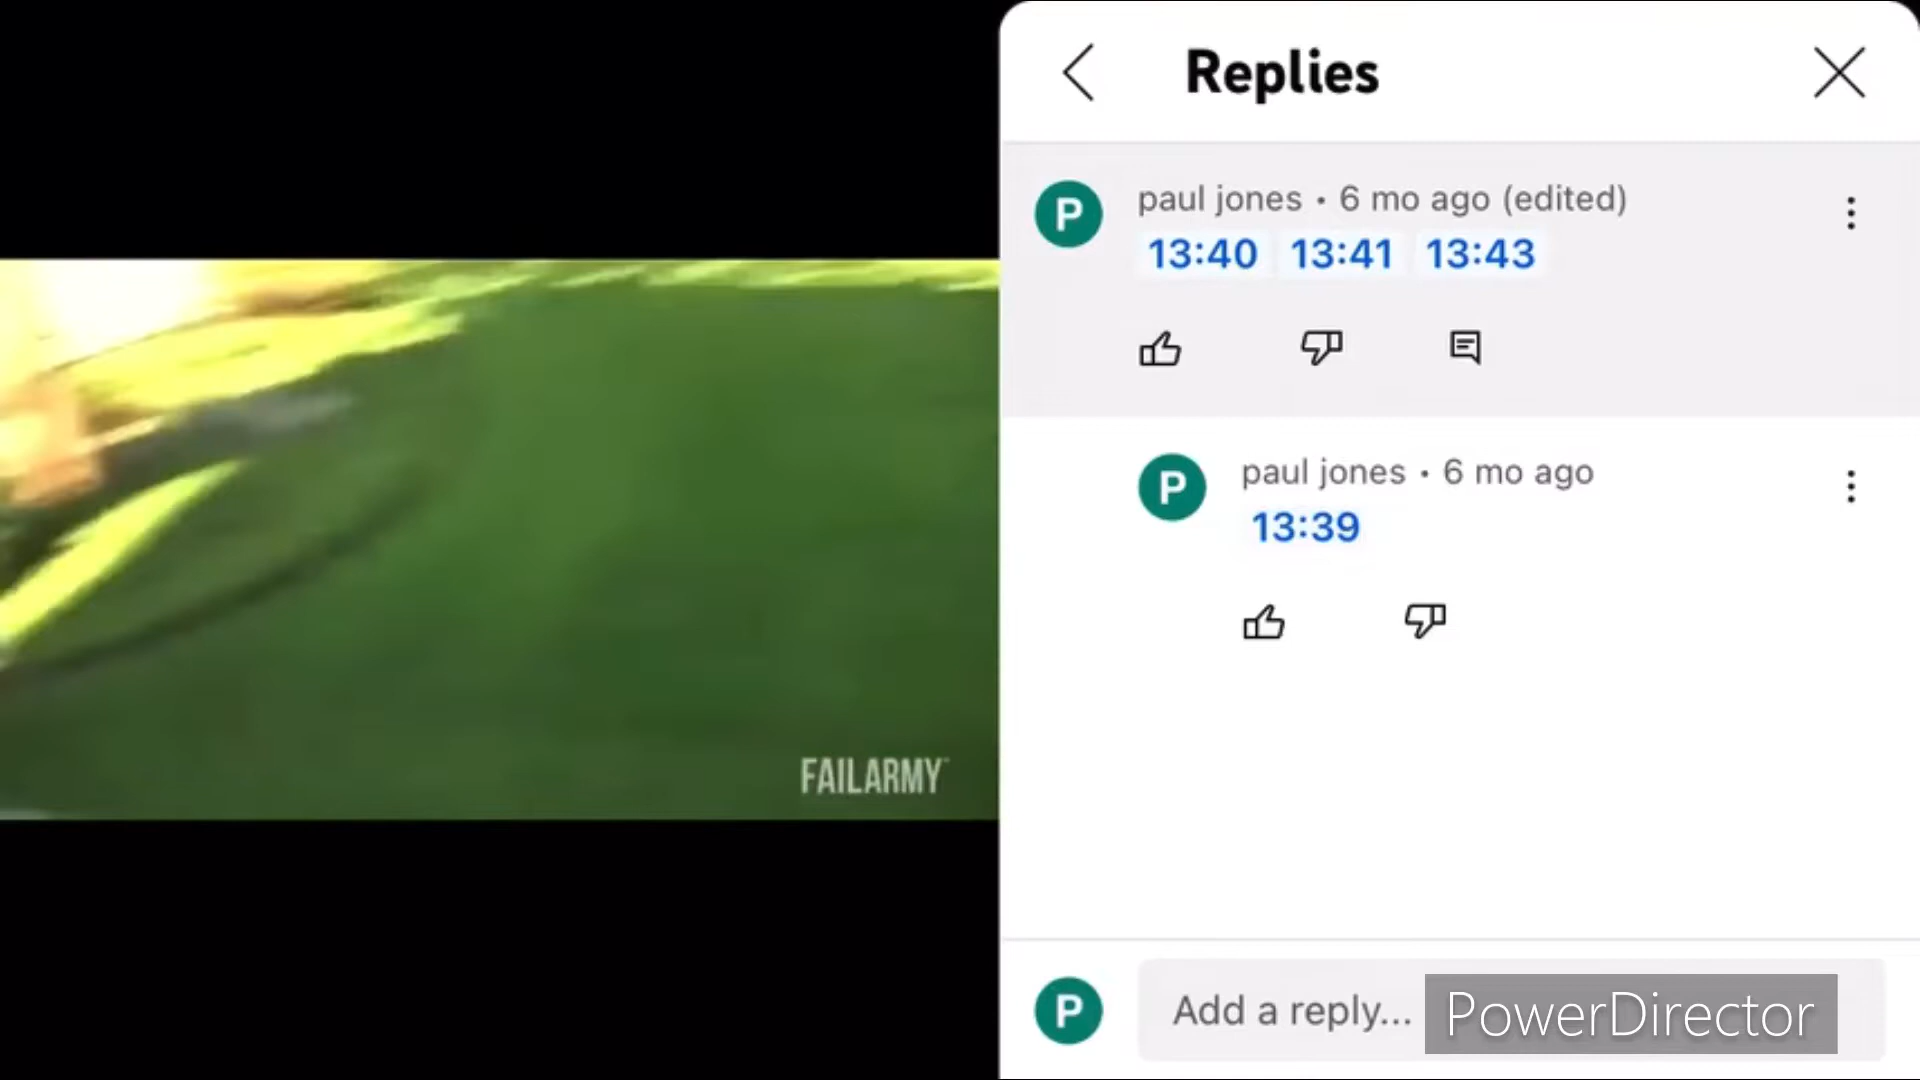 Replies
P
paul jones • 6 mo ago (edited)
13:40 13:41 13:43
P
paul jones • 6 mo ago
13:39
FAILARMY
P
Add a reply...
PowerDirector